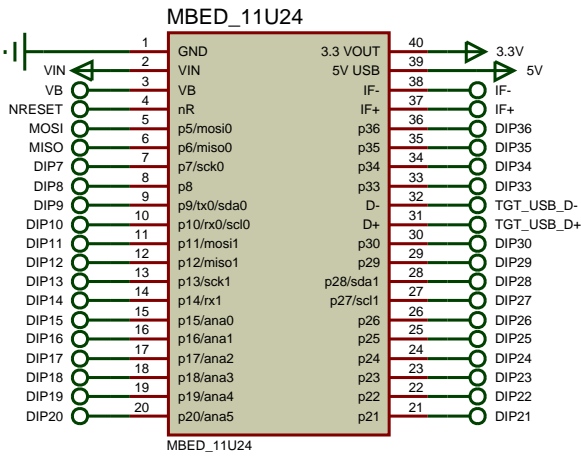 MBED_11U24
1 GND 3.3 VOUT 40 3.3V
VIN 2 VIN 5V USB 39 5V
VB 3 VB IF- 38 IF-
NRESET 4 nR IF+ 37 IF+
MOSI 5 p5/mosi0 p36 36 DIP36
MISO 6 p6/miso0 p35 35 DIP35
DIP7 7 p7/sck0 p34 34 DIP34
DIP8 8 p8 p33 33 DIP33
DIP9 9 p9/tx0/sda0 D- 32 TGT_USB_D-
DIP10 10 p10/rx0/scl0 D+ 31 TGT_USB_D+
DIP11 11 p11/mosi1 p30 30 DIP30
DIP12 12 p12/miso1 p29 29 DIP29
DIP13 13 p13/sck1 p28/sda1 28 DIP28
DIP14 14 p14/rx1 p27/scl1 27 DIP27
DIP15 15 p15/ana0 p26 26 DIP26
DIP16 16 p16/ana1 p25 25 DIP25
DIP17 17 p17/ana2 p24 24 DIP24
DIP18 18 p18/ana3 p23 23 DIP23
DIP19 19 p19/ana4 p22 22 DIP22
DIP20 20 p20/ana5 p21 21 DIP21
MBED_11U24